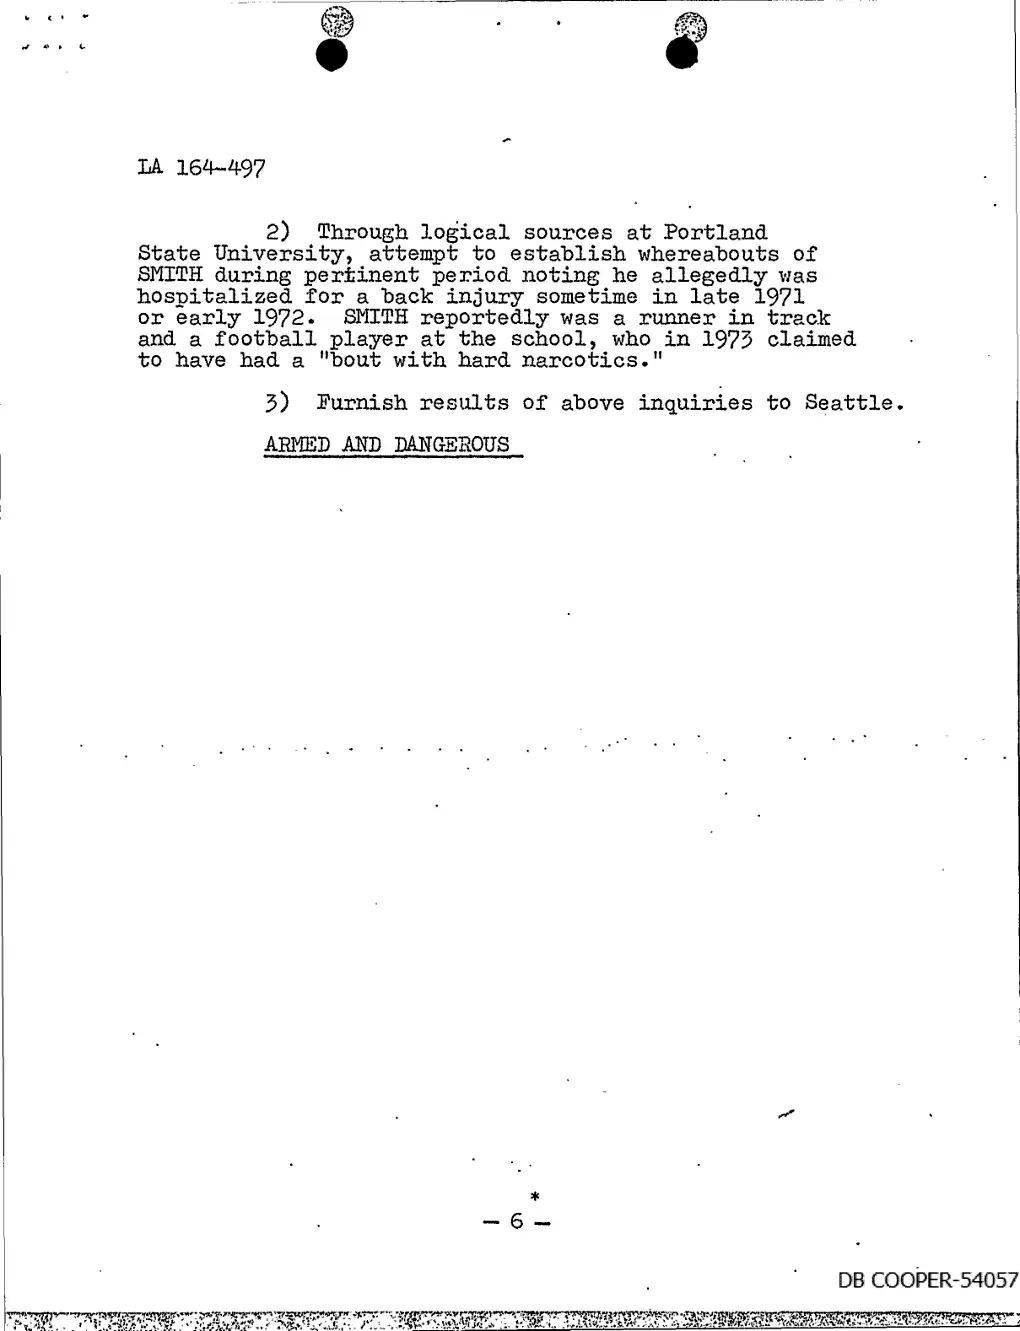 LA 164-497
2) Through logical sources at Portland
State University, attempt to establish whereabouts of
SMITH during pertinent period noting he allegedly was
hospitalized for a back injury sometime in late 1971
or early 1972. SMITH reportedly was a runner in track
and a football player at the school, who in 1973 claimed
to have had a "bout with hard narcotics."
3) Furnish results of above inquiries to Seattle.
ARMED AND DANGEROUS
*
- 6 -
DB COOPER-54057